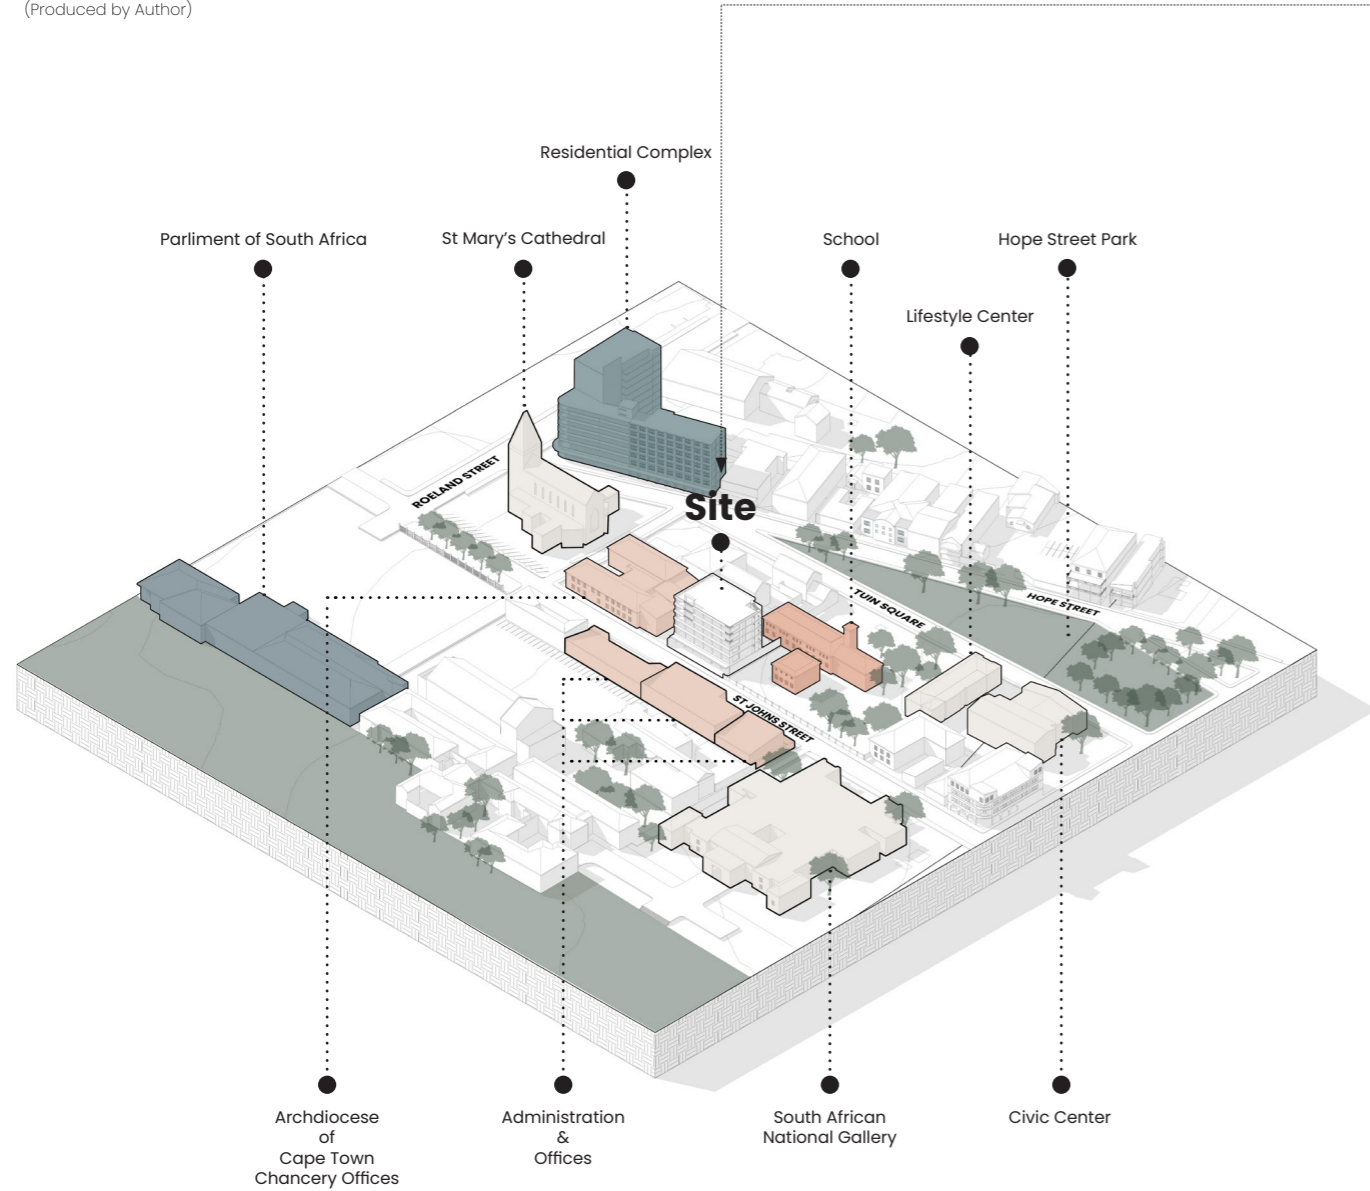 (Produced by Author)
Residential Complex
Parliment of South Africa
St Mary's Cathedral
School
Hope Street Park
Lifestyle Center
ROELAND STREET
Site
TUIN SQUARE
HOPE STREET
ST JOHNS STREET
Archdiocese
of
Cape Town
Chancery Offices
Administration
&
Offices
South African
National Gallery
Civic Center